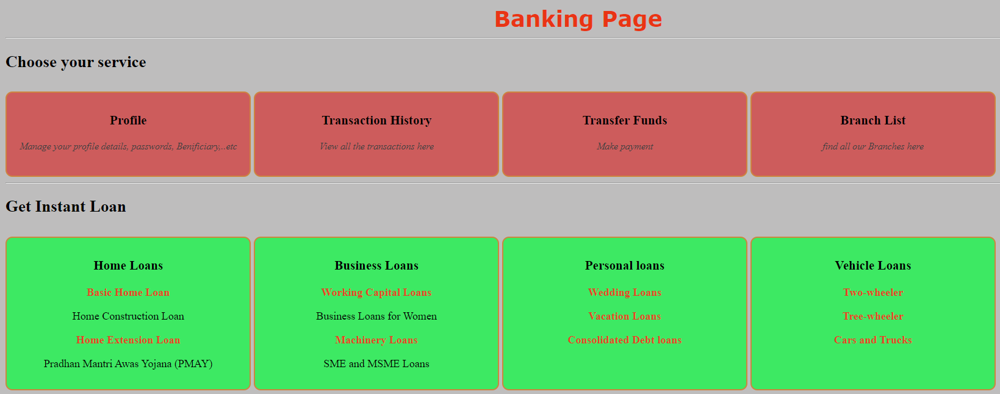 Banking Page
Choose your service
Profile
Manage your profile details, passwords, Benificiary,..etc
Transaction History
View all the transactions here
Transfer Funds
Make payment
Branch List
find all our Branches here
Get Instant Loan
Home Loans
Basic Home Loan
Home Construction Loan
Home Extension Loan
Pradhan Mantri Awas Yojana (PMAY)
Business Loans
Working Capital Loans
Business Loans for Women
Machinery Loans
SME and MSME Loans
Personal loans
Wedding Loans
Vacation Loans
Consolidated Debt loans
Vehicle Loans
Two-wheeler
Tree-wheeler
Cars and Trucks